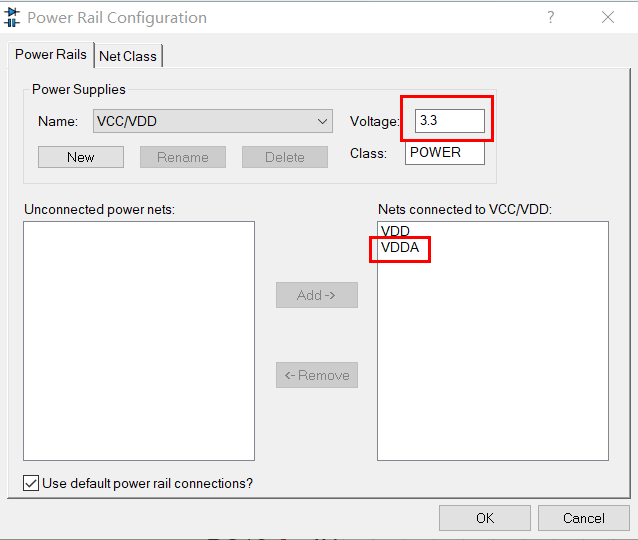 Power Rail Configuration
Power Rails
Net Class
Power Supplies
Name: VCC/VDD Voltage: 3.3
New Rename Delete Class: POWER
Unconnected power nets: Nets connected to VCC/VDD:
VDD
VDDA
Add ->
<- Remove
Use default power rail connections?
OK Cancel